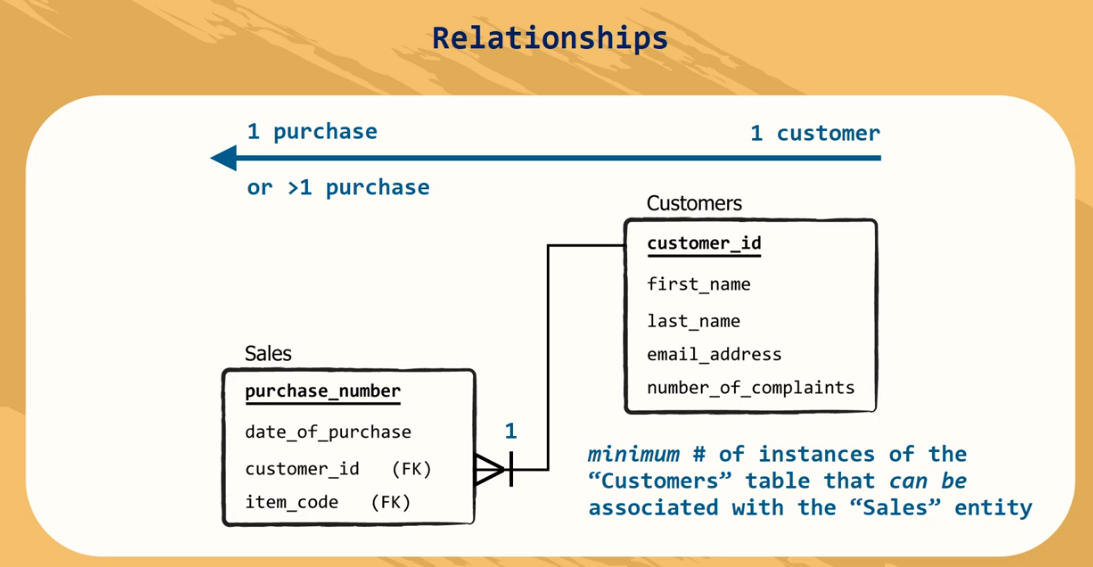 Relationships
1 purchase
1 customer
or >1 purchase
Customers
customer_id
first_name
last_name
email_address
number_of_complaints
Sales
purchase_number
date_of_purchase
customer_id (FK)
item_code (FK)
1
minimum # of instances of the
“Customers” table that can be
associated with the “Sales” entity